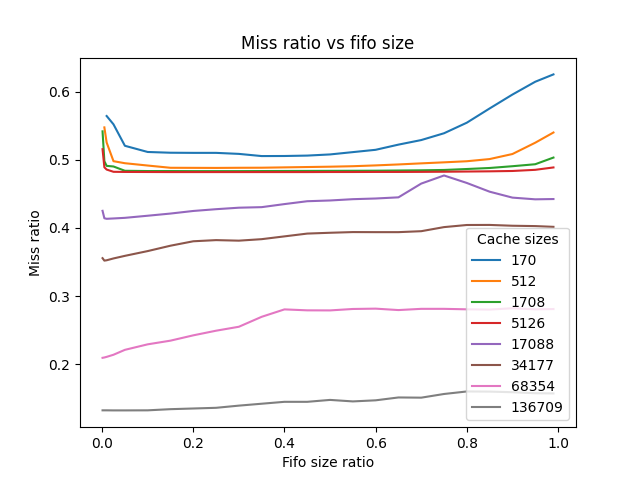 Miss ratio vs fifo size
Miss ratio
0.6
0.5
0.4
0.3
0.2
Cache sizes
170
512
1708
5126
17088
34177
68354
136709
0.0 0.2 0.4 0.6 0.8 1.0
Fifo size ratio